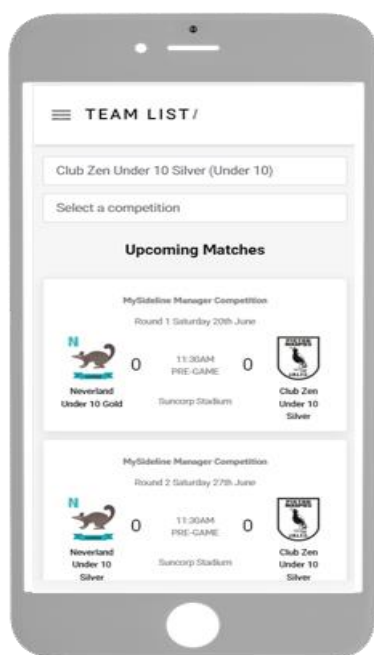 TEAM LIST/
Club Zen Under 10 Silver (Under 10)
Select a competition
Upcoming Matches
MySideline Manager Competition
Round 1 Saturday 20th June
N
0
11:30AM
PRE-GAME
0
Neverland
Under 10 Gold
Suncorp Stadium
Club Zen
Under 10
Silver
MySideline Manager Competition
Round 2 Saturday 27th June
N
0
11:30AM
PRE-GAME
0
Neverland
Under 10
Silver
Suncorp Stadium
Club Zen
Under 10
Silver